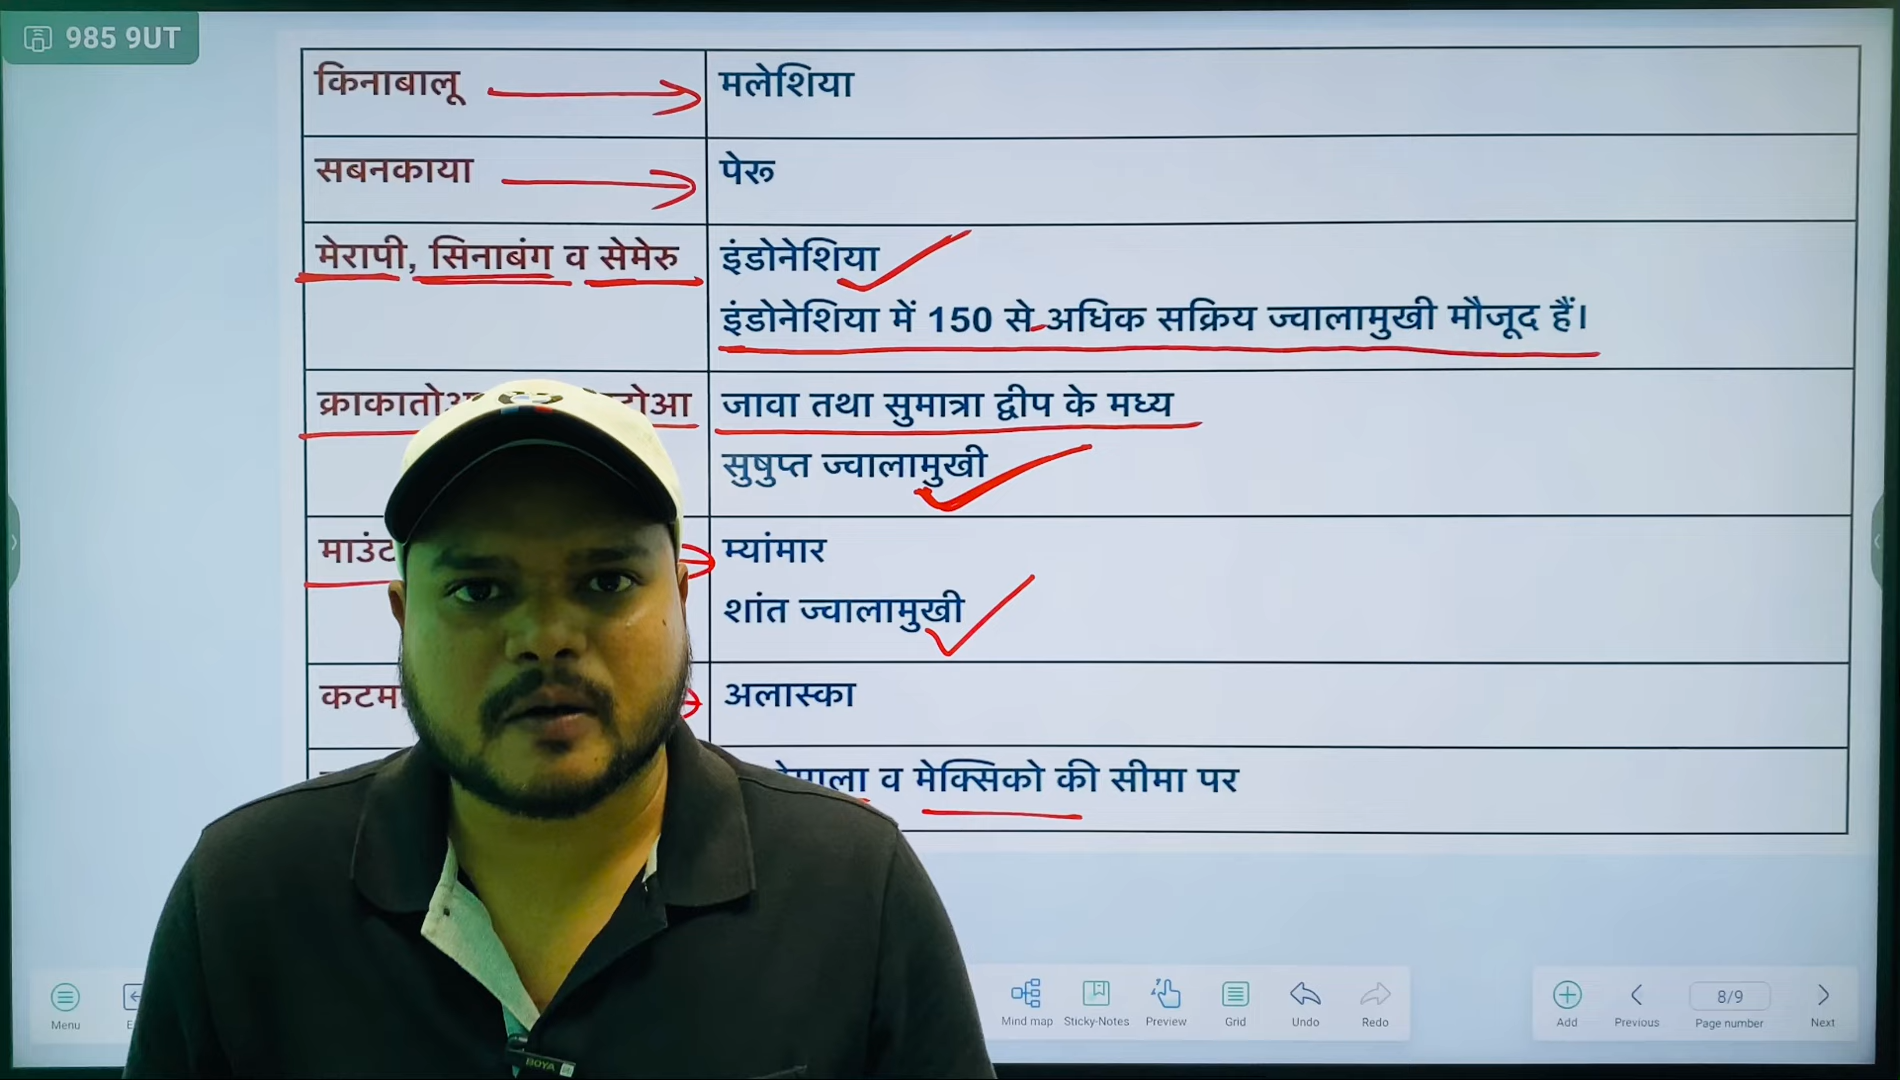 985 9UT
किनाबालू मलेशिया
सबनकाया पेरू
मेरापी, सिनाबंग व सेमेरु इंडोनेशिया
इंडोनेशिया में 150 से अधिक सक्रिय ज्वालामुखी मौजूद हैं।
जावा तथा सुमात्रा द्वीप के मध्य
सुषुप्त ज्वालामुखी
माउंट म्यांमार
शांत ज्वालामुखी
अलास्का
व मेक्सिको की सीमा पर
Menu Mind map Sticky-Notes Preview Grid Undo Redo Add Previous 8/9 Page number Next
BOYA